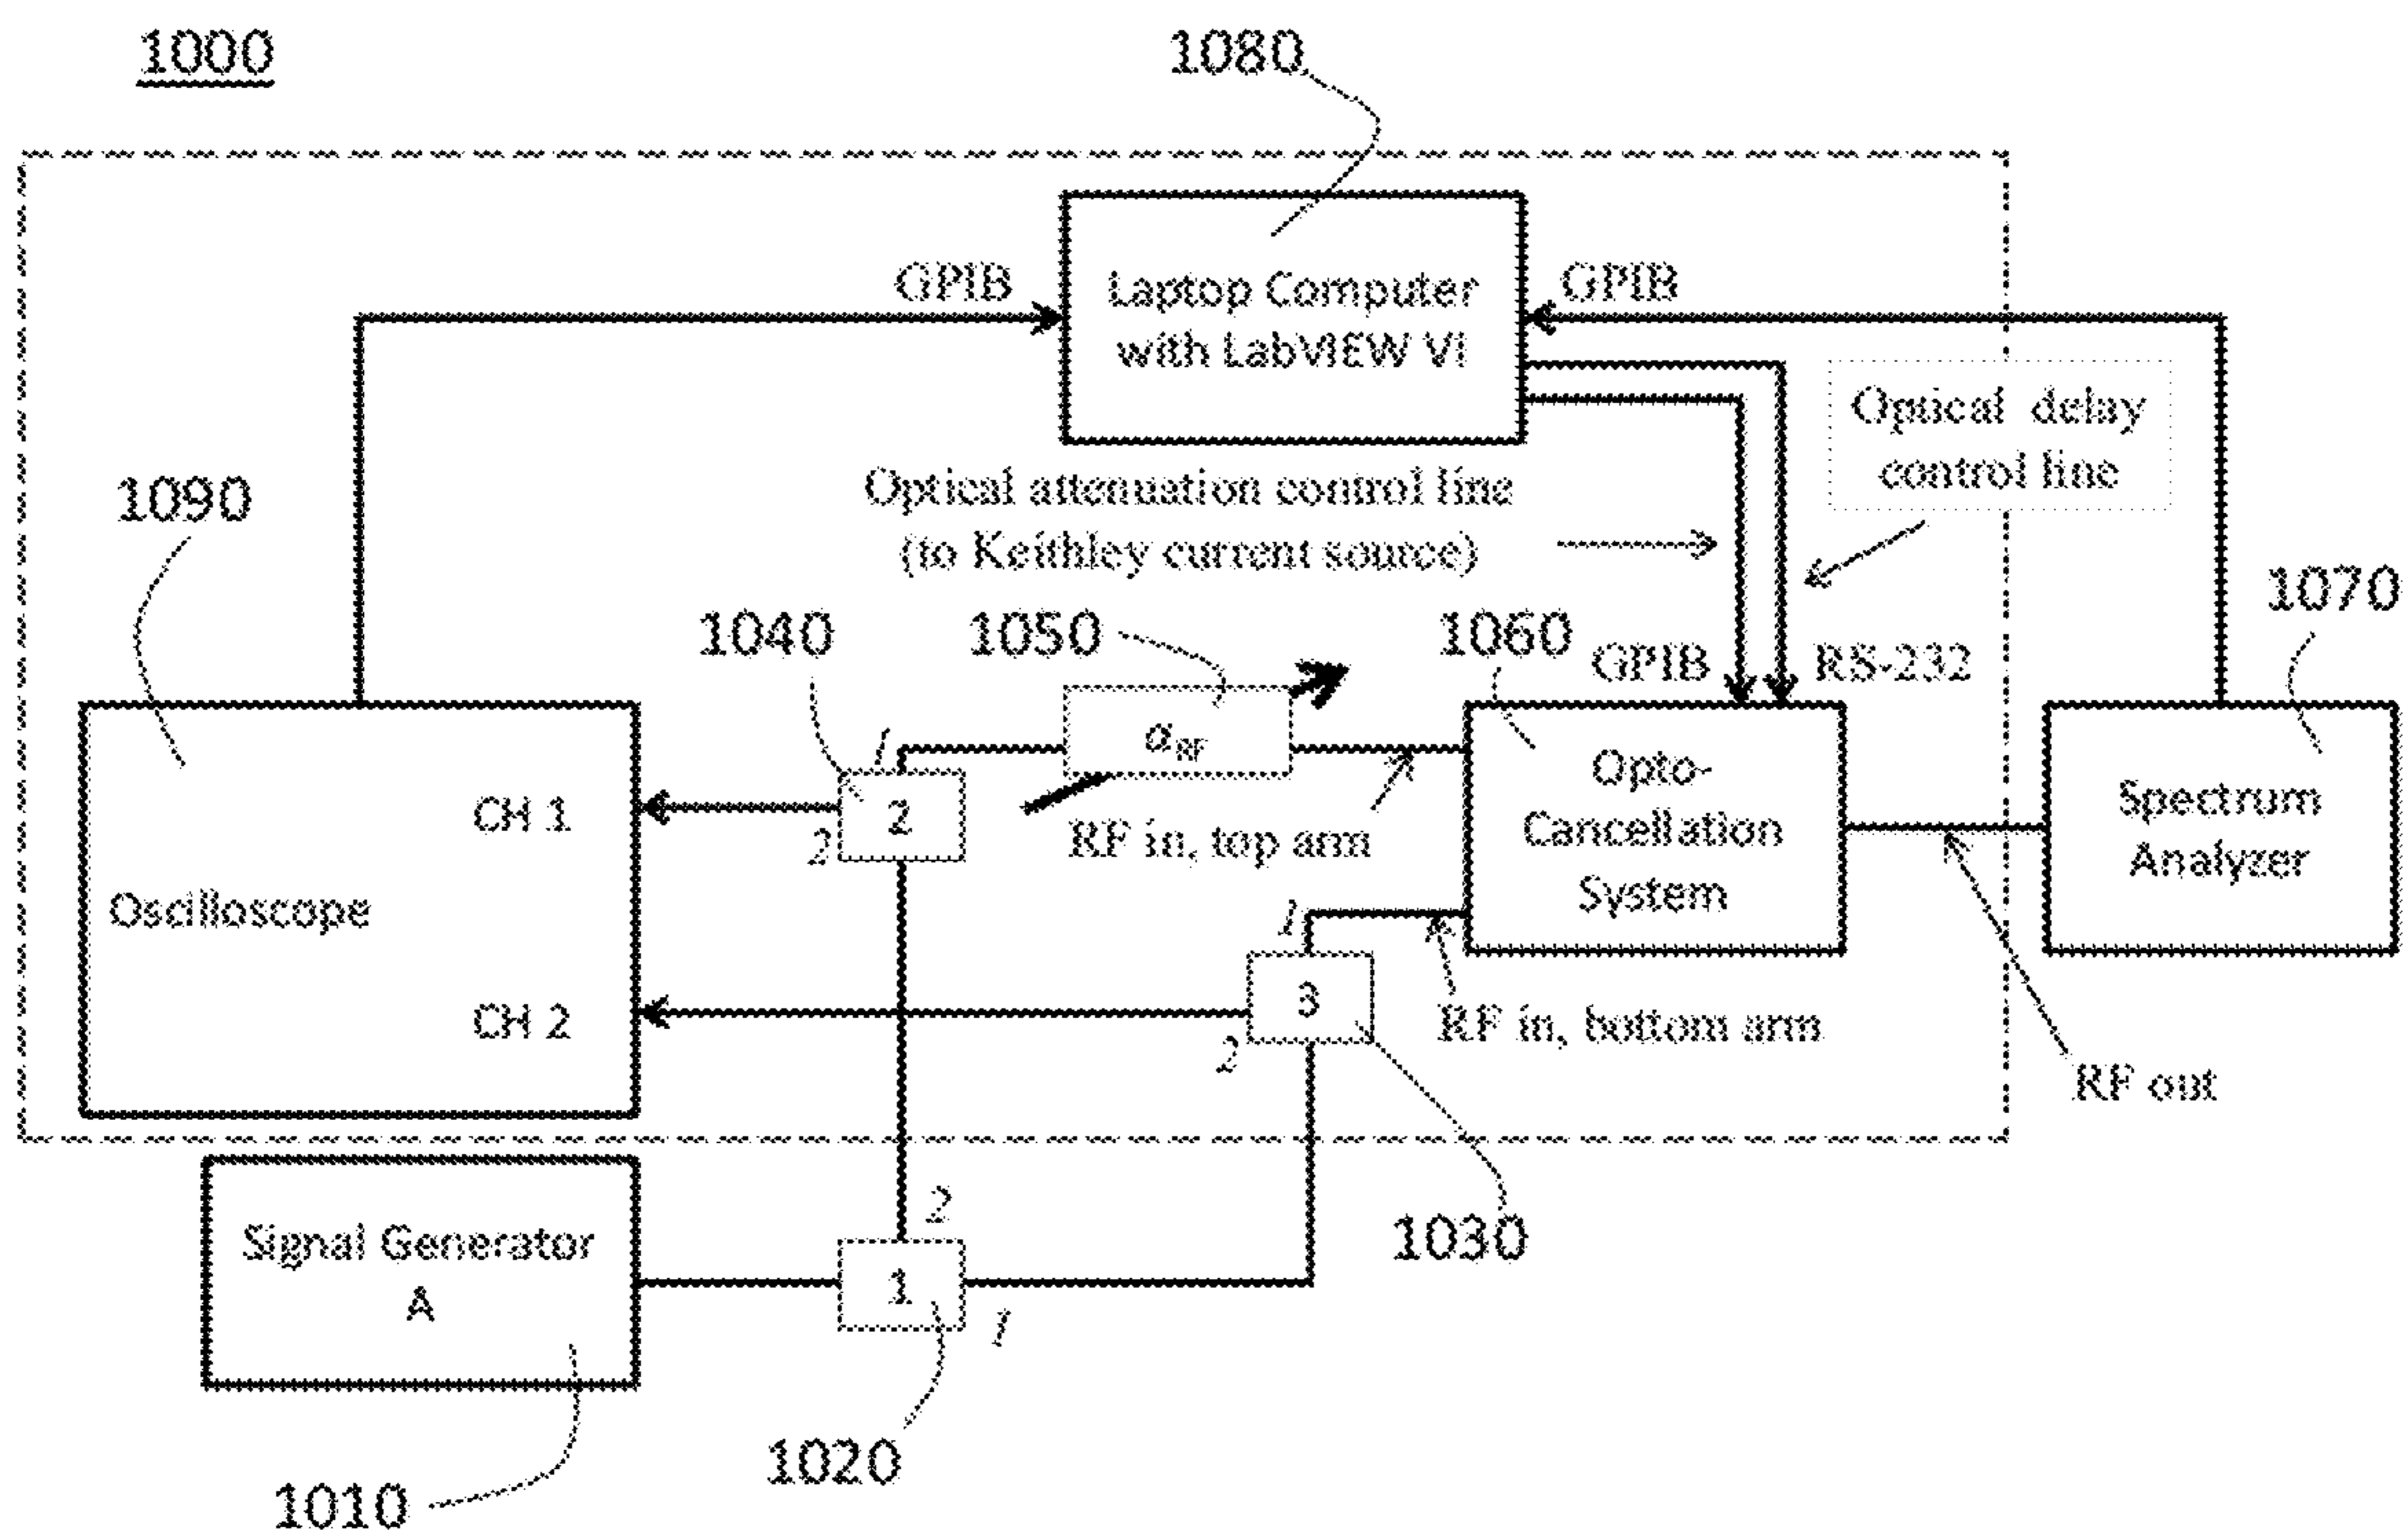 1000
1080
GPIB
Laptop Computer
with LabVIEW VI
GPIB
Optical delay
control line
Optical attenuation control line
(to Keithley current source)
1090
1070
1040
1050
1060
GPIB
RS-232
1
α RF
2
2
CH 1
RF in, top arm
Opto-
Cancellation
System
Spectrum
Analyzer
Oscilloscope
1
3
2
CH 2
RF in, bottom arm
RF out
2
Signal Generator
A
1
1
1030
1020
1010